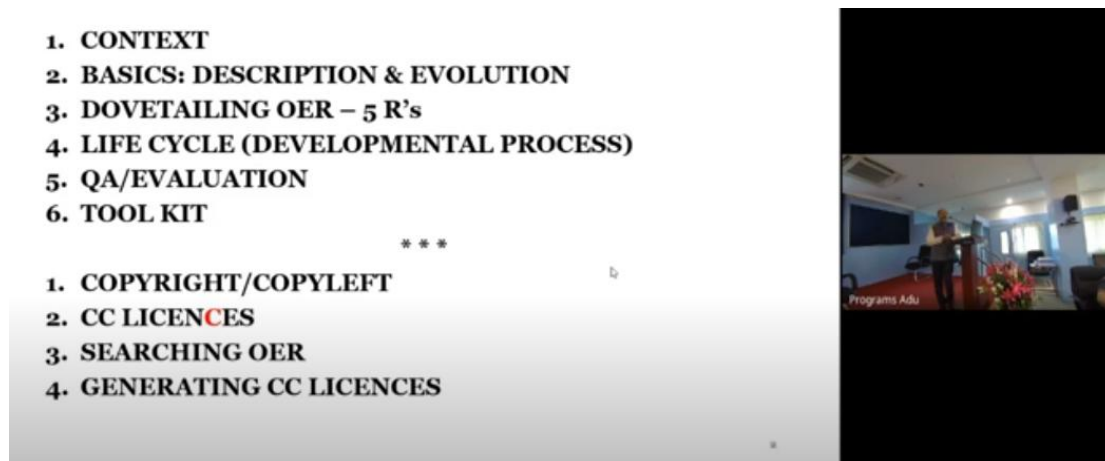 1. CONTEXT
2. BASICS: DESCRIPTION & EVOLUTION
3. DOVETAILING OER – 5 R’s
4. LIFE CYCLE (DEVELOPMENTAL PROCESS)
5. QA/EVALUATION
6. TOOL KIT
* * *
1. COPYRIGHT/COPYLEFT
2. CC LICENCES
3. SEARCHING OER
4. GENERATING CC LICENCES
Programs Adu